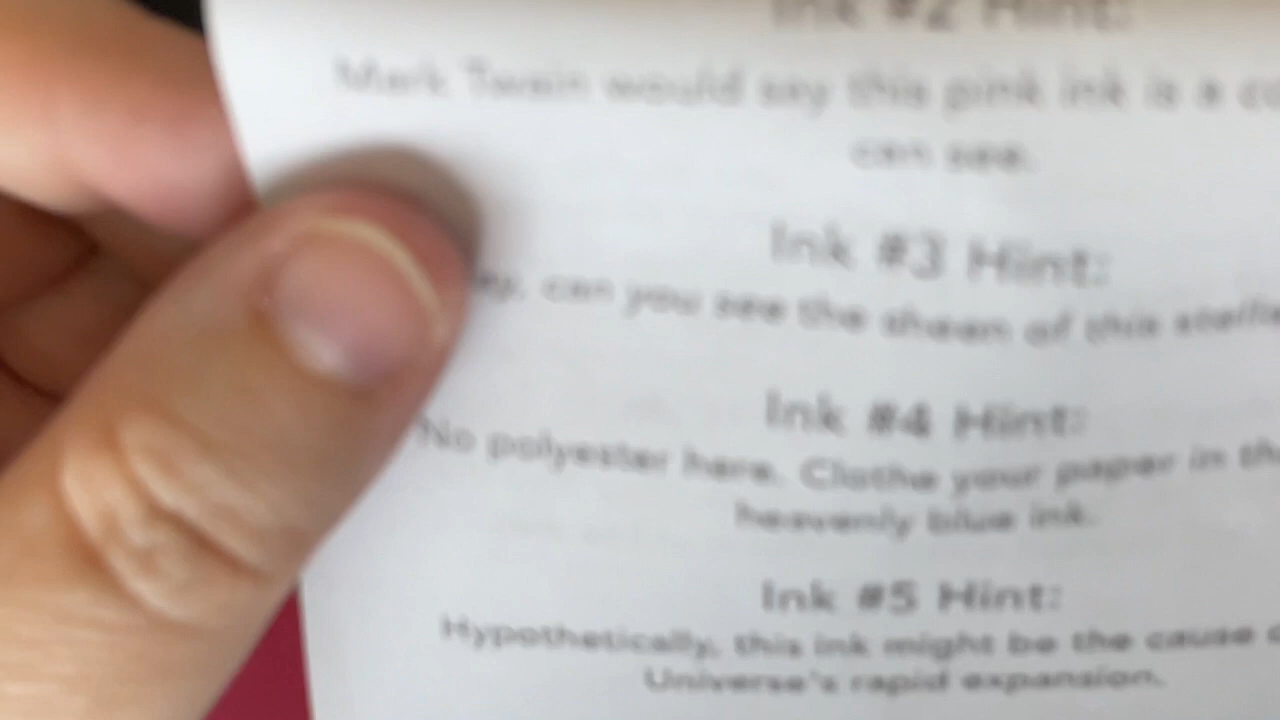 Ink #2 Hint:
Mark Twain would say this pink ink is a
can see.
Ink #3 Hint:
can you see the sheen of this
Ink #4 Hint:
No polyester here. Clothe your paper in
heavenly blue ink.
Ink #5 Hint:
Hypothetically, this ink might be the cause
Universe's rapid expansion.